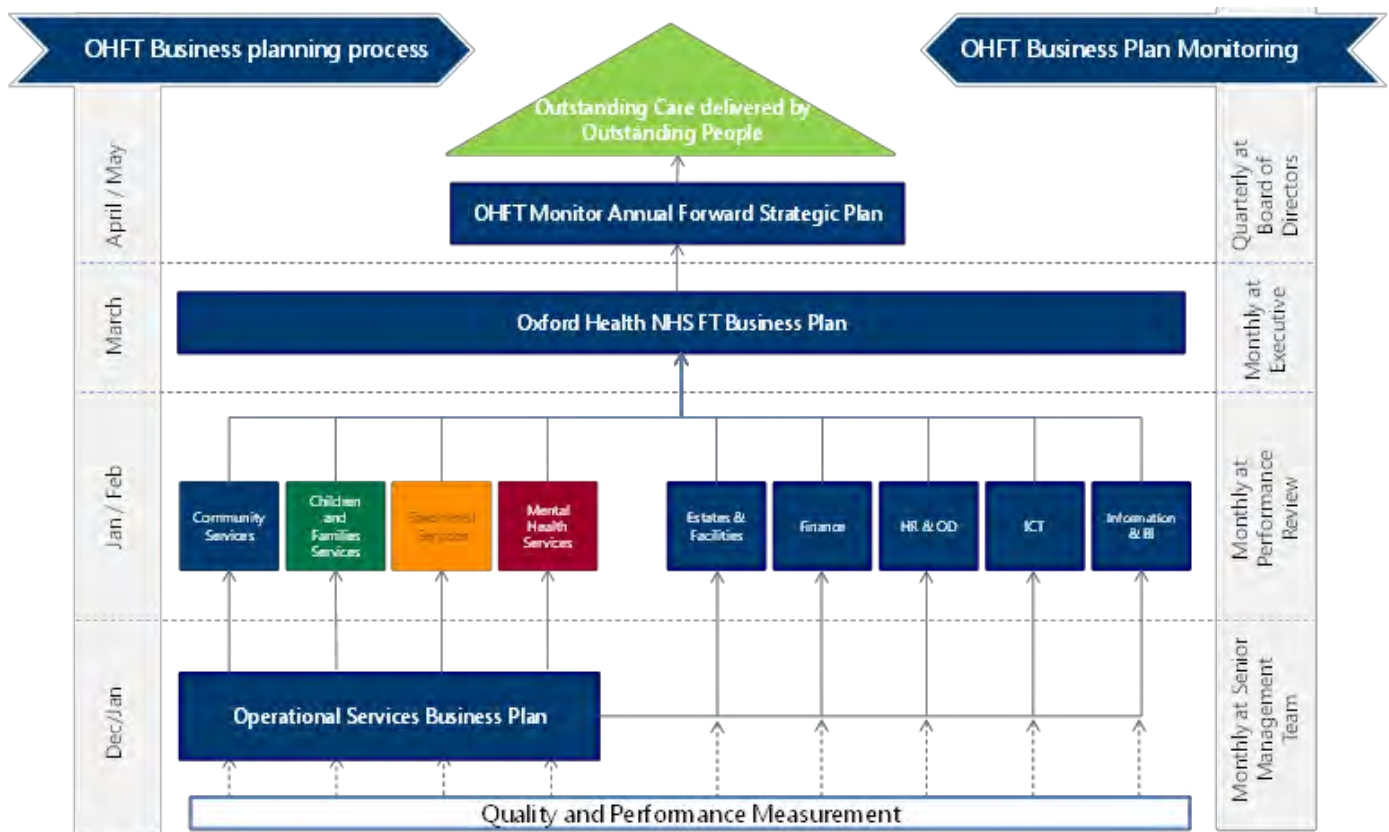 OHFT Business planning process
OHFT Business Plan Monitoring
Outstanding Care delivered by
Outstanding People
April / May
OHFT Monitor Annual Forward Strategic Plan
Quarterly at
Board of
Directors
March
Oxford Health NHS FT Business Plan
Monthly at
Executive
Jan / Feb
Community
Services
Children
and
Families
Services
Services
Mental
Health
Services
Estates &
Facilities
Finance
HR & OD
ICT
Information
& BI
Monthly at
Performance
Review
Dec/Jan
Operational Services Business Plan
Monthly at Senior
Management
Team
Quality and Performance Measurement